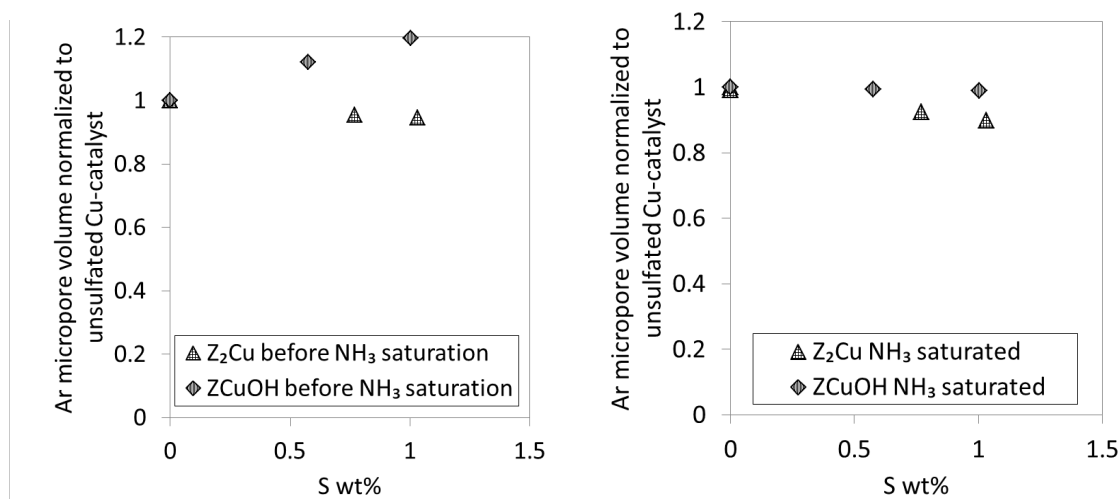 Ar micropore volume normalized to
unsulfated Cu-catalyst
1.2
1
0.8
0.6
0.4
0.2
0
Z₂Cu before NH₃ saturation
ZCuOH before NH₃ saturation
0
0.5
1
1.5
S wt%
Ar micropore volume normalized to
unsulfated Cu-catalyst
1.2
1
0.8
0.6
0.4
0.2
0
Z₂Cu NH₃ saturated
ZCuOH NH₃ saturated
0
0.5
1
1.5
S wt%